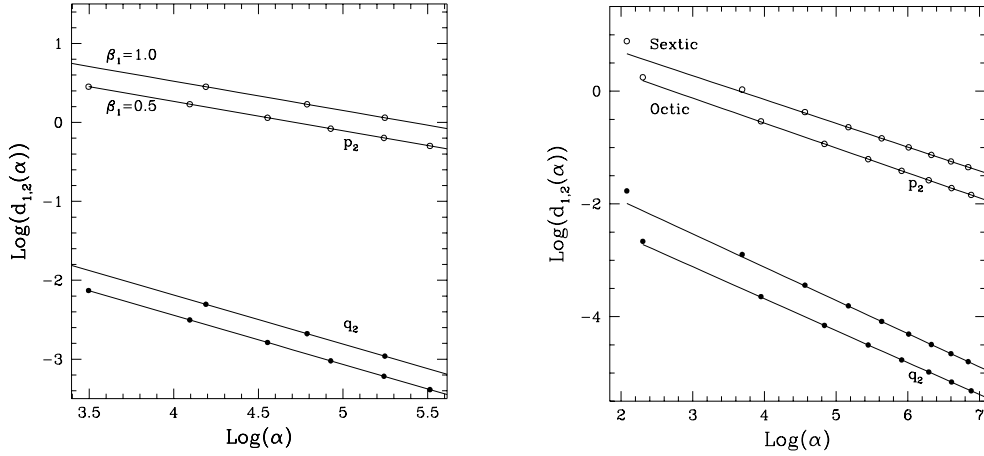 β₁=1.0
β₁=0.5
p₂
q₂
1
0
-1
-2
-3
3.5
4
4.5
5
5.5
Log(α)
Log(d₁,₂(α))
Sextic
Octic
p₂
q₂
0
-2
-4
2
3
4
5
6
7
Log(α)
Log(d₁,₂(α))